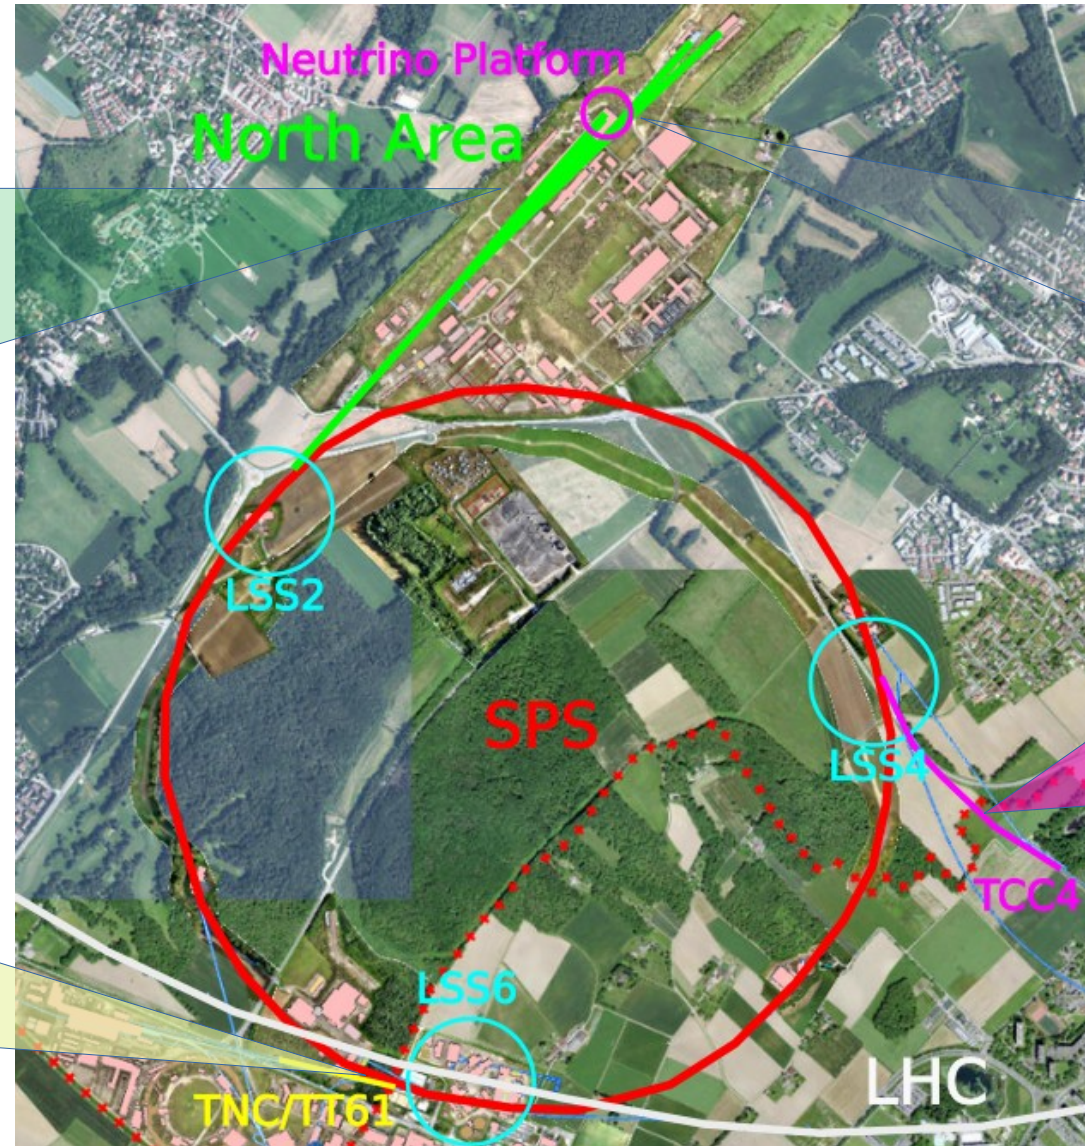 Neutrino Platform
North Area
LSS2
SPS
LSS4
TCC4
LSS6
LHC
TNC/TT61